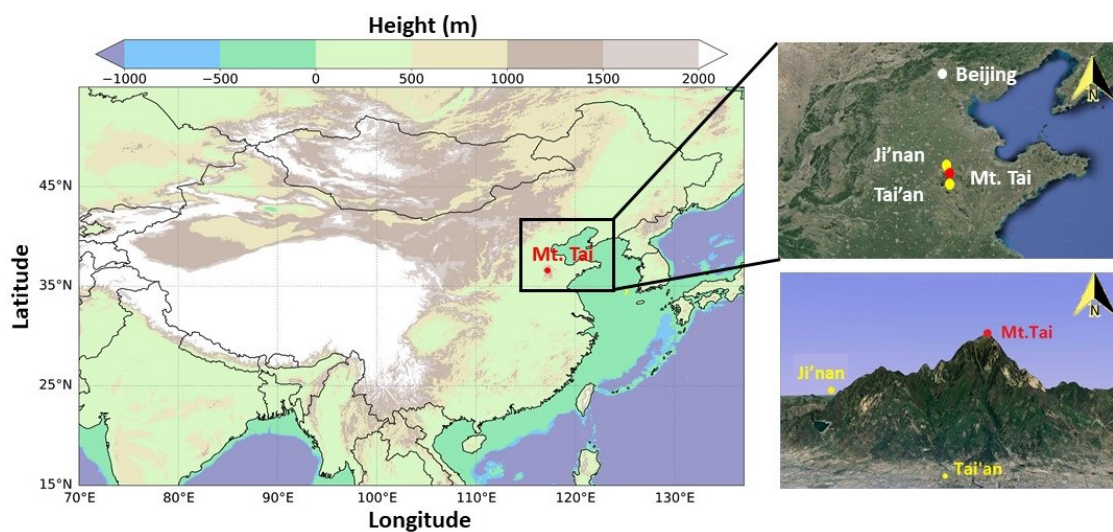 Height (m)
−1000 −500 0 500 1000 1500 2000
Latitude
45°N
35°N
25°N
15°N
70°E 80°E 90°E 100°E 110°E 120°E 130°E
Longitude
Mt. Tai
Beijing
Ji'nan
Mt. Tai
Tai'an
N
Mt.Tai
Ji'nan
Tai'an
N